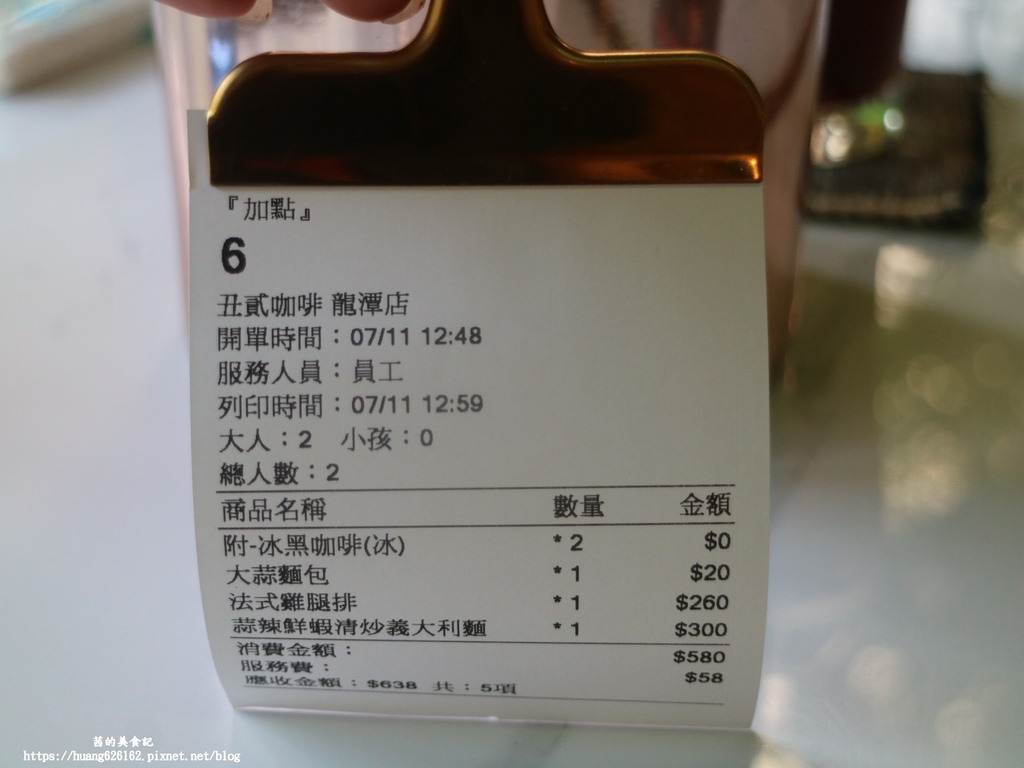 『加點』
6
丑貳咖啡 龍潭店
開單時間：07/11 12:48
服務人員：員工
列印時間：07/11 12:59
大人：2 小孩：0
總人數：2
商品名稱 數量 金額
附-冰黑咖啡(冰) * 2 $0
大蒜麵包 * 1 $20
法式雞腿排 * 1 $260
蒜辣鮮蝦清炒義大利麵 * 1 $300
消費金額： $580
服務費： $58
應收金額：$638 共：5項
茜的美食記
https://huang626162.pixnet.net/blog